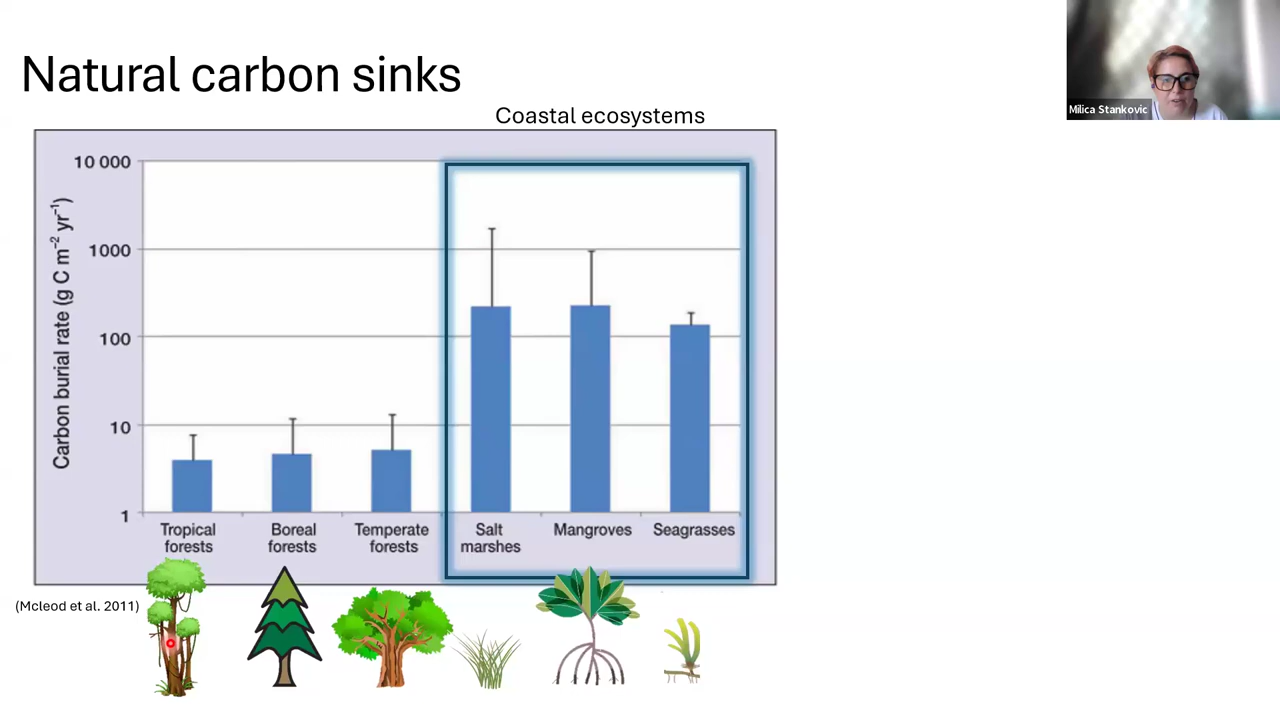 Natural carbon sinks
Milica Stankovic
Coastal ecosystems
Carbon burial rate (g C m⁻² yr⁻¹)
10 000
1000
100
10
1
Tropical
forests
Boreal
forests
Temperate
forests
Salt
marshes
Mangroves
Seagrasses
(Mcleod et al. 2011)